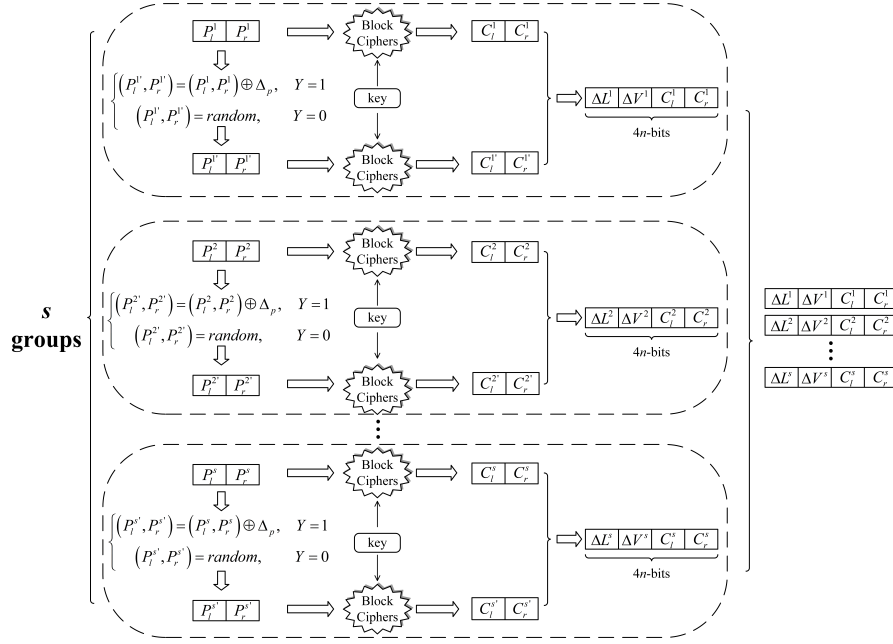 s
groups
P_l^1 P_r^1
Block
Ciphers
C_l^1 C_r^1
(P_l^{1'}, P_r^{1'}) = (P_l^1, P_r^1) ⊕ Δ_p, Y = 1
(P_l^{1'}, P_r^{1'}) = random, Y = 0
key
ΔL^1 ΔV^1 C_l^1 C_r^1
4n-bits
P_l^{1'} P_r^{1'}
Block
Ciphers
C_l^{1'} C_r^{1'}
P_l^2 P_r^2
Block
Ciphers
C_l^2 C_r^2
(P_l^{2'}, P_r^{2'}) = (P_l^2, P_r^2) ⊕ Δ_p, Y = 1
(P_l^{2'}, P_r^{2'}) = random, Y = 0
key
ΔL^2 ΔV^2 C_l^2 C_r^2
4n-bits
P_l^{2'} P_r^{2'}
Block
Ciphers
C_l^{2'} C_r^{2'}
P_l^s P_r^s
Block
Ciphers
C_l^s C_r^s
(P_l^{s'}, P_r^{s'}) = (P_l^s, P_r^s) ⊕ Δ_p, Y = 1
(P_l^{s'}, P_r^{s'}) = random, Y = 0
key
ΔL^s ΔV^s C_l^s C_r^s
4n-bits
P_l^{s'} P_r^{s'}
Block
Ciphers
C_l^{s'} C_r^{s'}
ΔL^1 ΔV^1 C_l^1 C_r^1
ΔL^2 ΔV^2 C_l^2 C_r^2
ΔL^s ΔV^s C_l^s C_r^s